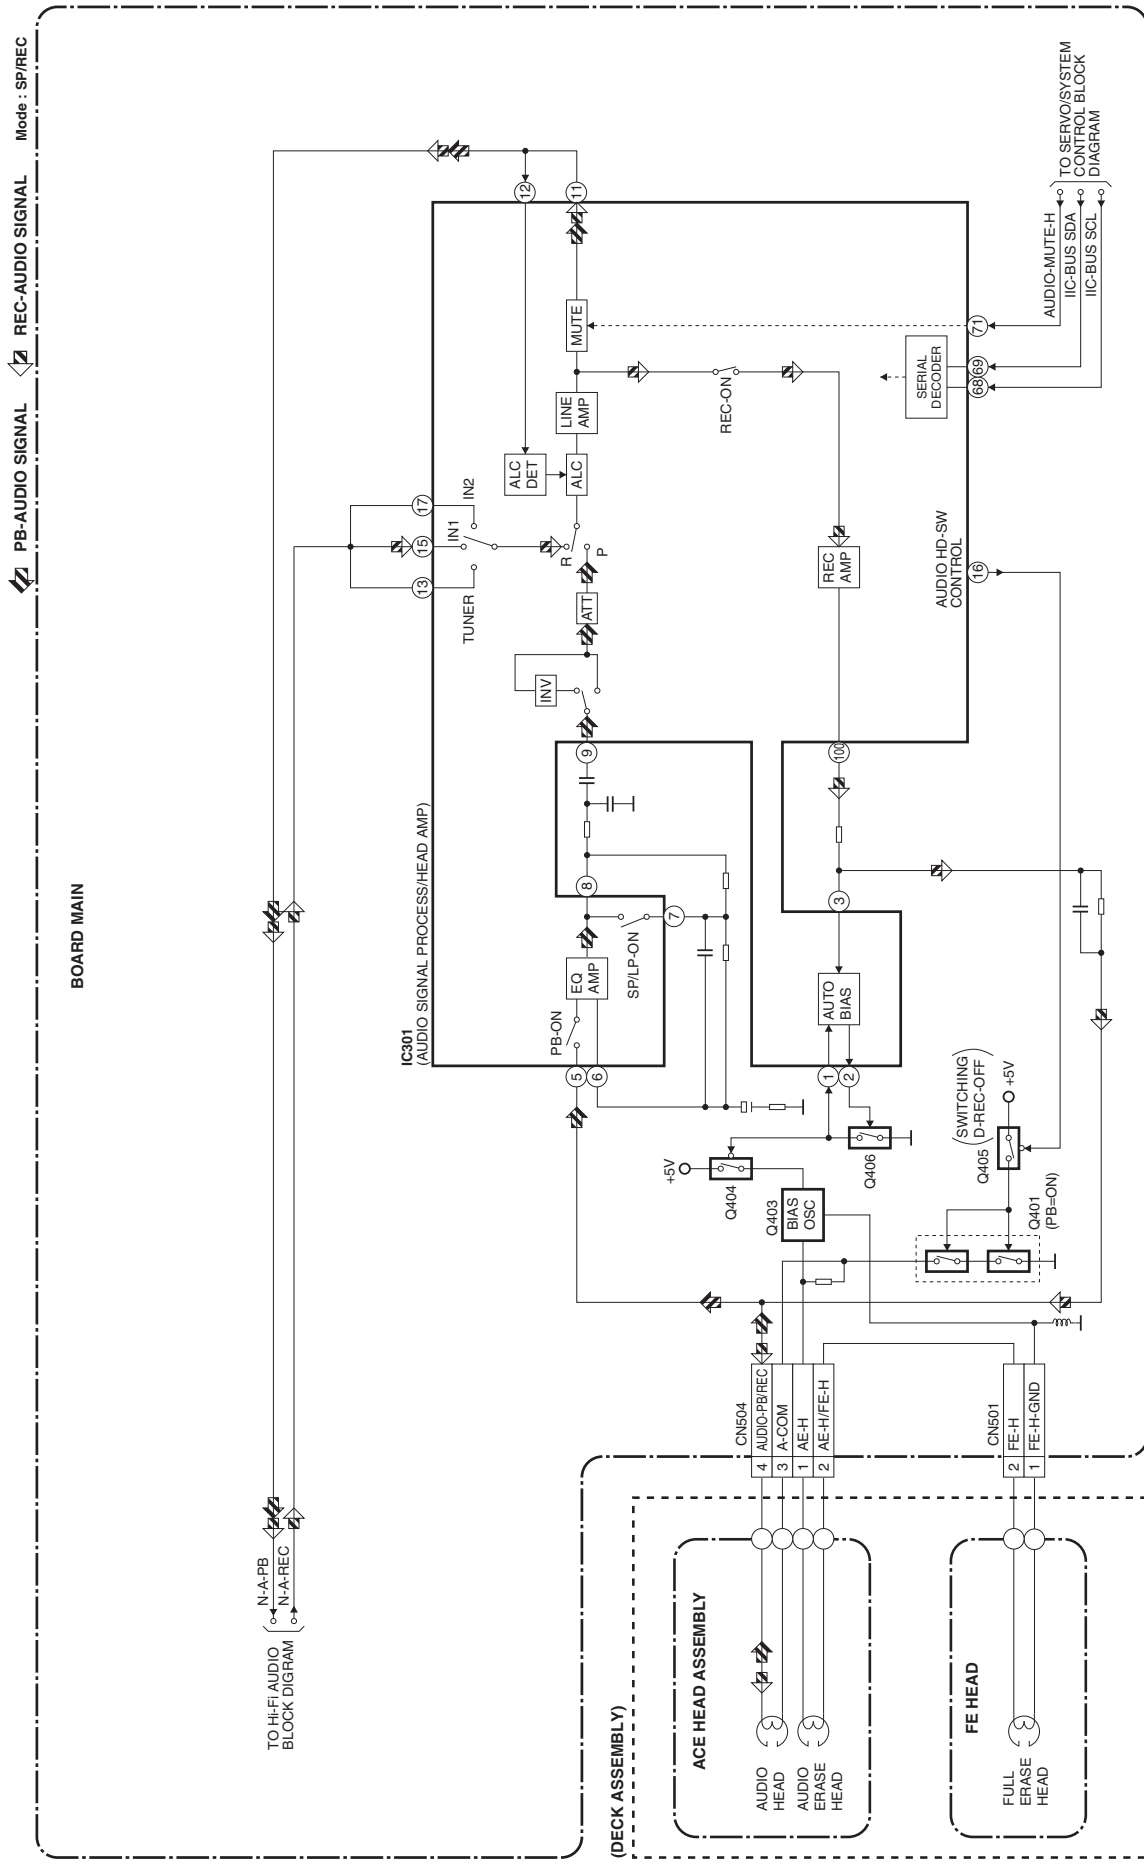 PB-AUDIO SIGNAL
REC-AUDIO SIGNAL
Mode : SP/REC
BOARD MAIN
TO Hi-Fi AUDIO
BLOCK DIGRAM
N-A-PB
N-A-REC
IC301
(AUDIO SIGNAL PROCESS/HEAD AMP)
TUNER
13
IN1
15
IN2
17
12
11
ALC
DET
ALC
LINE
AMP
MUTE
R
P
ATT
INV
9
8
7
SP/LP-ON
EQ
AMP
PB-ON
5
6
REC-ON
REC
AMP
100
3
AUTO
BIAS
1
2
SERIAL
DECODER
68
69
71
AUDIO HD-SW
CONTROL
16
AUDIO-MUTE-H
IIC-BUS SDA
IIC-BUS SCL
TO SERVO/SYSTEM
CONTROL BLOCK
DIAGRAM
+5V
Q404
Q406
Q403
BIAS
OSC
SWITCHING
D-REC-OFF
+5V
Q405
Q401
(PB=ON)
CN504
4 AUDIO-PB/REC
3 A-COM
1 AE-H
2 AE-H/FE-H
CN501
2 FE-H
1 FE-H-GND
(DECK ASSEMBLY)
ACE HEAD ASSEMBLY
AUDIO
HEAD
AUDIO
ERASE
HEAD
FE HEAD
FULL
ERASE
HEAD